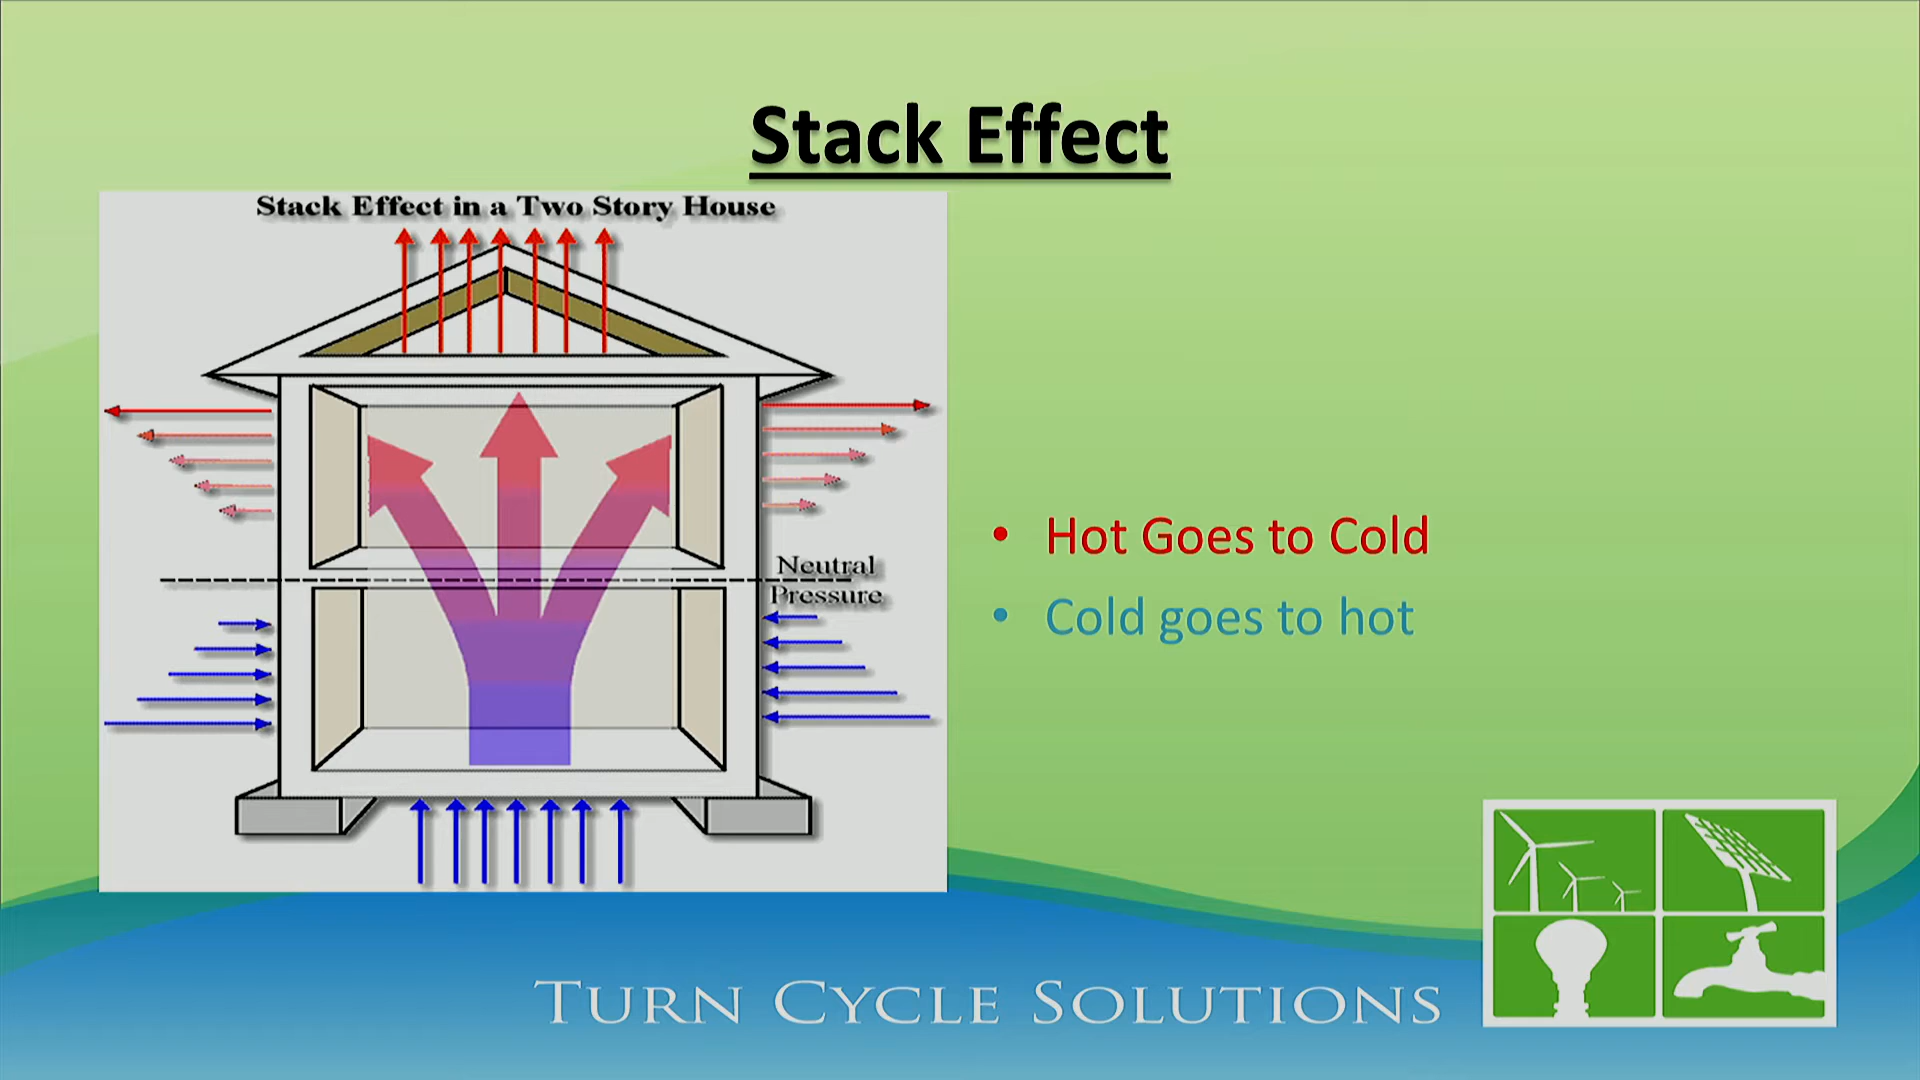 Stack Effect
Stack Effect in a Two Story House
Neutral
Pressure
• Hot Goes to Cold
• Cold goes to hot
TURN CYCLE SOLUTIONS